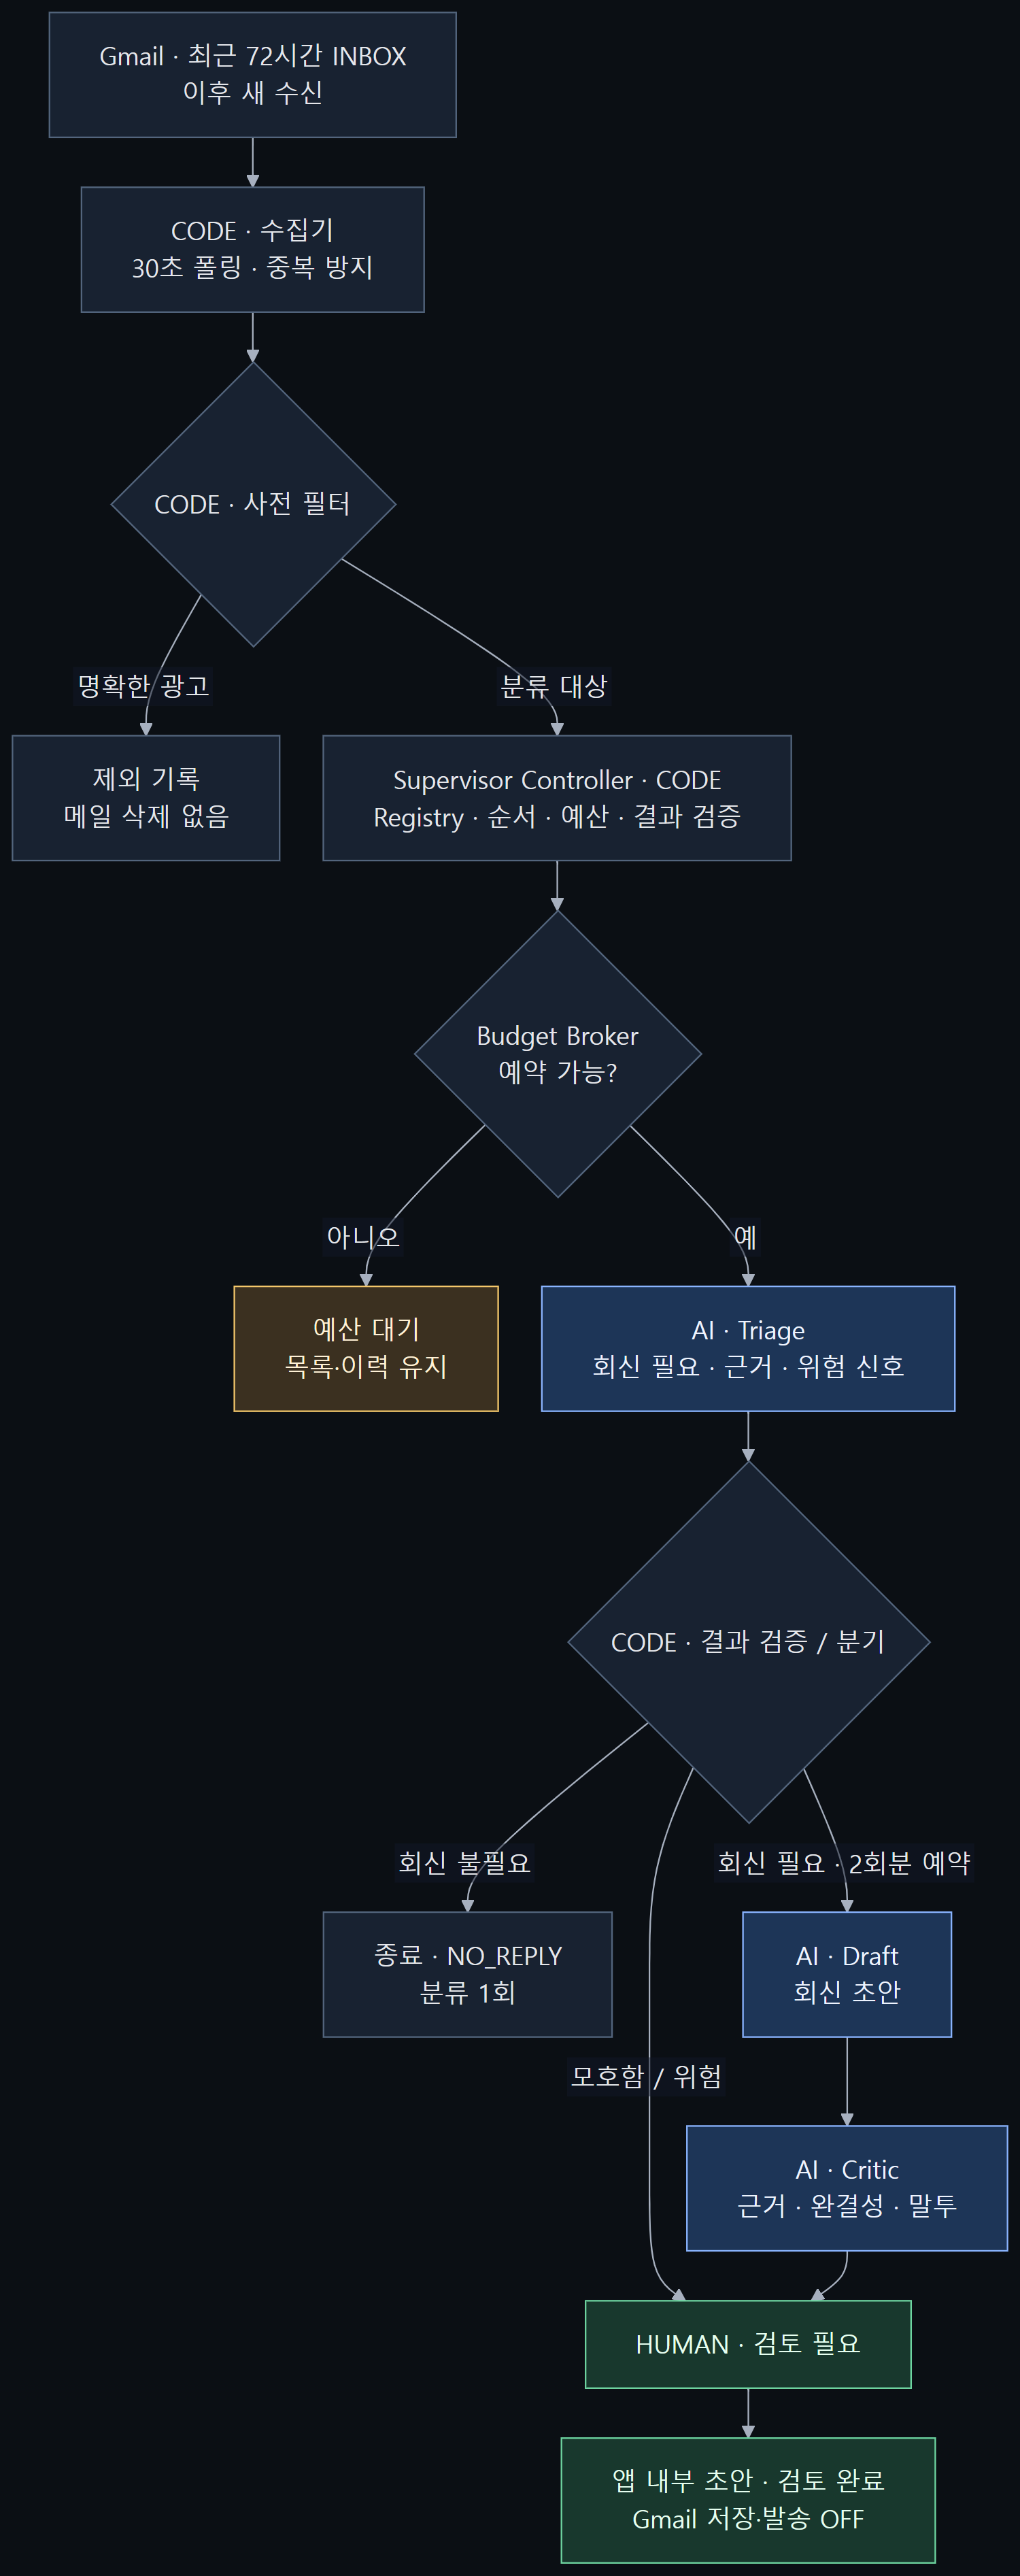 Gmail · 최근 72시간 INBOX
이후 새 수신
CODE · 수집기
30초 폴링 · 중복 방지
CODE · 사전 필터
명확한 광고
분류 대상
제외 기록
메일 삭제 없음
Supervisor Controller · CODE
Registry · 순서 · 예산 · 결과 검증
Budget Broker
예약 가능?
아니오
예
예산 대기
목록·이력 유지
AI · Triage
회신 필요 · 근거 · 위험 신호
CODE · 결과 검증 / 분기
회신 불필요
회신 필요 · 2회분 예약
종료 · NO_REPLY
분류 1회
AI · Draft
회신 초안
모호함 / 위험
AI · Critic
근거 · 완결성 · 말투
HUMAN · 검토 필요
앱 내부 초안 · 검토 완료
Gmail 저장·발송 OFF